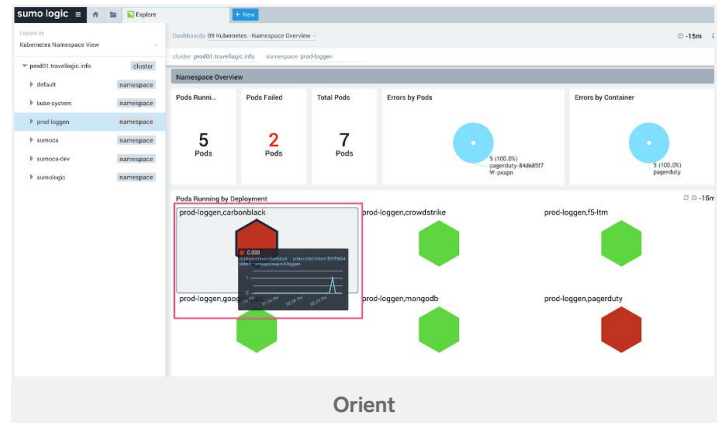 sumo logic
Explore
+ New
Explore By
Kubernetes Namespace View
prod01.travellogic.info cluster
default namespace
kube-system namespace
prod-loggen namespace
sumoca namespace
sumoca-dev namespace
sumologic namespace
Dashboards: 09 Kubernetes - Namespace Overview
-15m
cluster prod01.travellogic.info namespace prod-loggen
Namespace Overview
Pods Runni...
5
Pods
Pods Failed
2
Pods
Total Pods
7
Pods
Errors by Pods
5 (100.0%)
pagerduty-84d685f7
Errors by Container
5 (100.0%)
pagerduty
Pods Running by Deployment
-15m
prod-loggen,carbonblack
prod-loggen,crowdstrike
prod-loggen,f5-ltm
0.093
1
0
prod-loggen,mongodb
prod-loggen,pagerduty
Orient